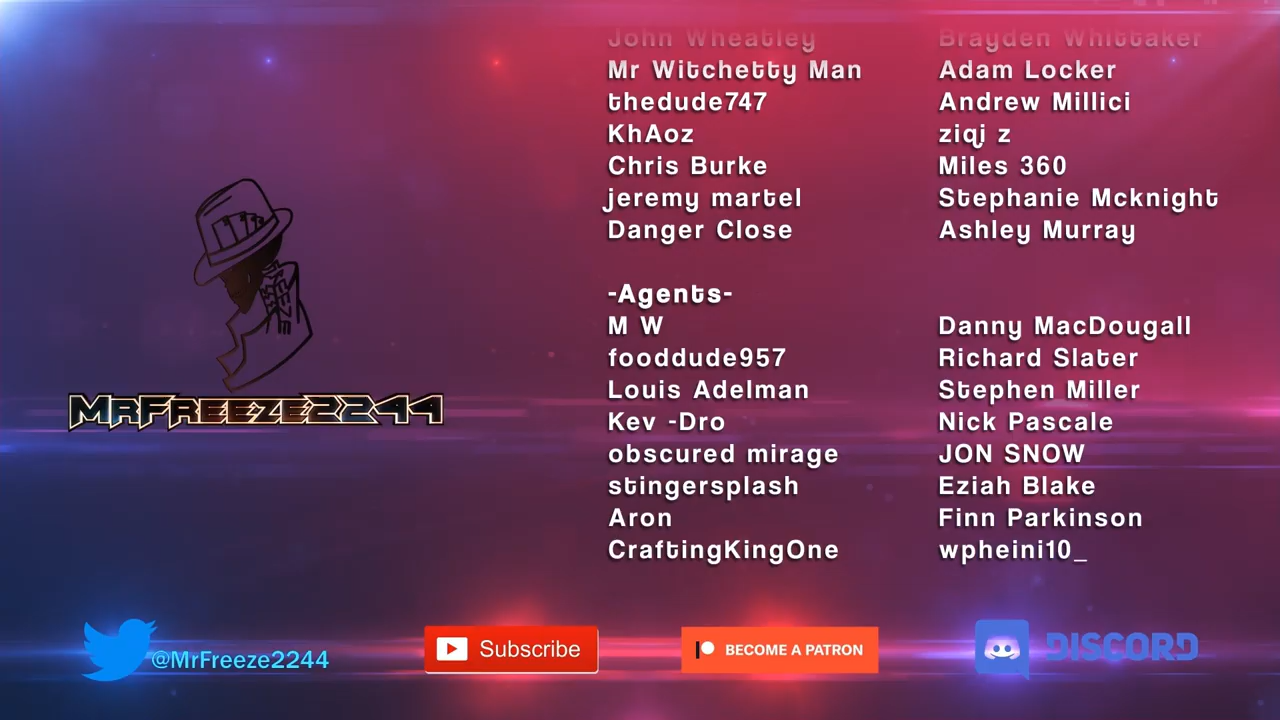 John Wheatley
Brayden Whittaker
Mr Witchetty Man
Adam Locker
thedude747
Andrew Millici
KhAoz
ziqi z
Chris Burke
Miles 360
jeremy martel
Stephanie Mcknight
Danger Close
Ashley Murray
-Agents-
M W
Danny MacDougall
fooddude957
Richard Slater
Louis Adelman
Stephen Miller
Kev -Dro
Nick Pascale
obscured mirage
JON SNOW
stingersplash
Eziah Blake
Aron
Finn Parkinson
CraftingKingOne
wpheini10_
MrFreeze2244
@MrFreeze2244
Subscribe
BECOME A PATRON
DISCORD